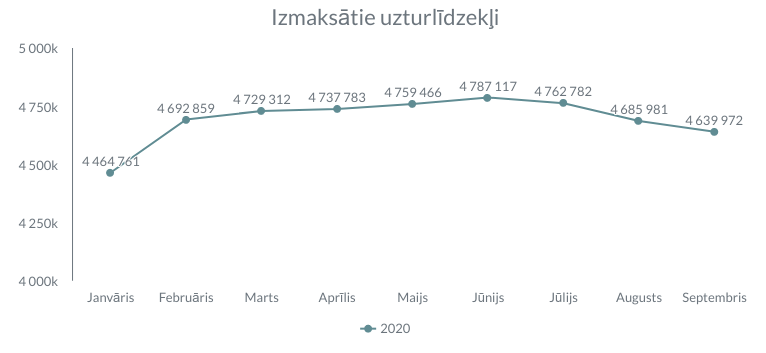 Izmaksātie uzturlīdzekļi
5 000k
4 750k
4 500k
4 250k
4 000k
4 464 761
4 692 859
4 729 312
4 737 783
4 759 466
4 787 117
4 762 782
4 685 981
4 639 972
Janvāris Februāris Marts Aprīlis Maijs Jūnijs Jūlijs Augusts Septembris
2020